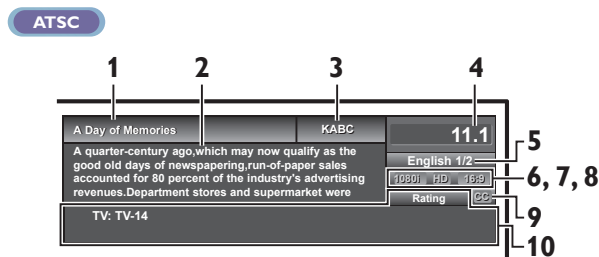 ATSC
1 2 3 4
A Day of Memories KABC 11.1
A quarter-century ago,which may now qualify as the
good old days of newspapering,run-of-paper sales
accounted for 80 percent of the industry's advertising
revenues.Department stores and supermarket were
English 1/2 5
1080i HD 16:9 6, 7, 8
Rating CC 9
TV: TV-14
10